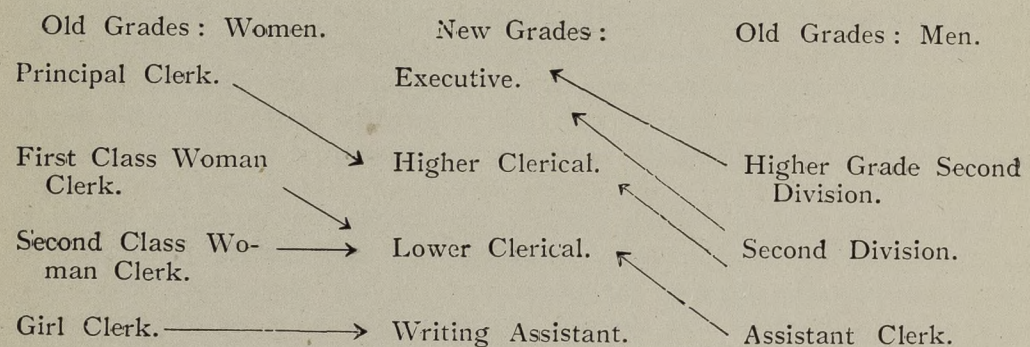 Old Grades: Women.
New Grades:
Old Grades: Men.
Principal Clerk.
Executive.
First Class Woman
Clerk.
Higher Clerical.
Higher Grade Second
Division.
Second Class Wo-
man Clerk.
Lower Clerical.
Second Division.
Girl Clerk.
Writing Assistant.
Assistant Clerk.